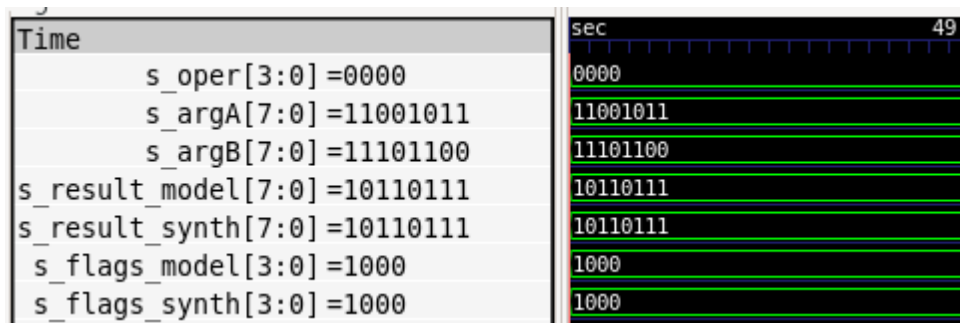 Time
sec 49
s_oper[3:0]=0000 0000
s_argA[7:0]=11001011 11001011
s_argB[7:0]=11101100 11101100
s_result_model[7:0]=10110111 10110111
s_result_synth[7:0]=10110111 10110111
s_flags_model[3:0]=1000 1000
s_flags_synth[3:0]=1000 1000